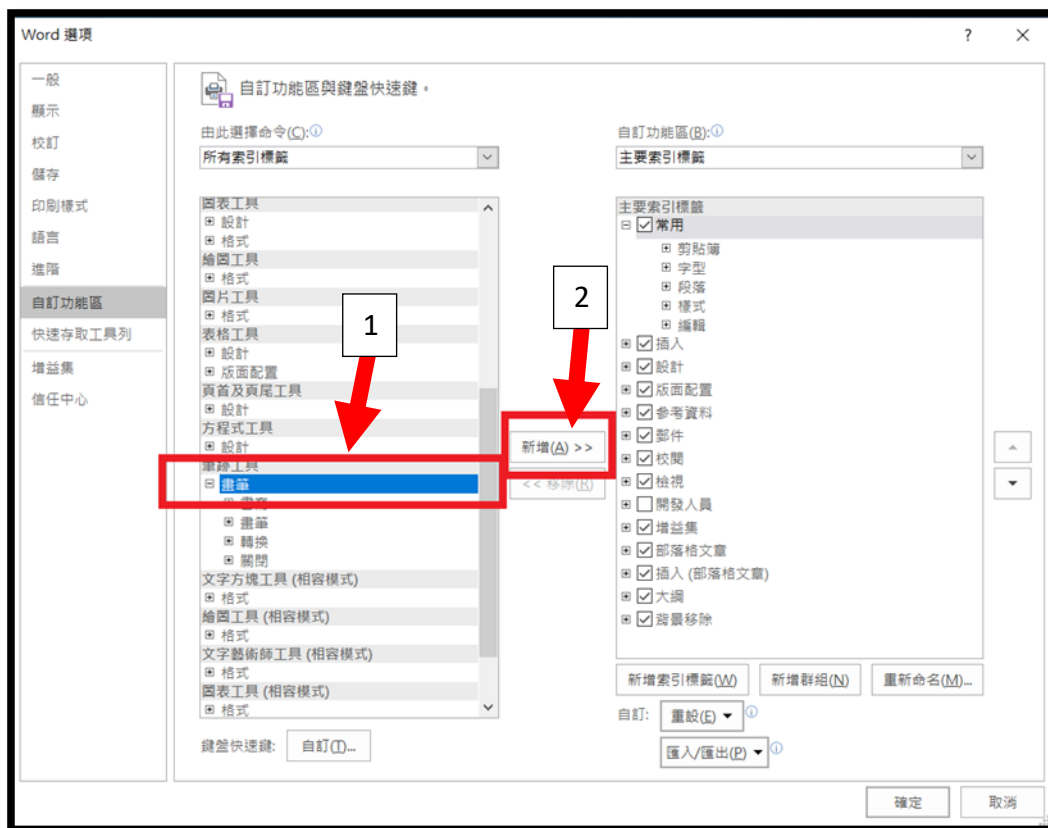 Word 選項
?
一般
顯示
校訂
儲存
印刷樣式
語言
進階
自訂功能區
快速存取工具列
增益集
信任中心
自訂功能區與鍵盤快速鍵。
由此選擇命令(C):
所有索引標籤
圖表工具
設計
格式
繪圖工具
格式
圖片工具
格式
表格工具
設計
版面配置
頁首及頁尾工具
設計
方程式工具
設計
筆跡工具
畫筆
畫筆
轉換
關閉
文字方塊工具 (相容模式)
格式
繪圖工具 (相容模式)
格式
文字藝術師工具 (相容模式)
格式
圖表工具 (相容模式)
格式
鍵盤快速鍵:
自訂(T)...
1
2
新增(A) >>
<< 移除(R)
自訂功能區(B):
主要索引標籤
主要索引標籤
常用
剪貼簿
字型
段落
樣式
編輯
插入
設計
版面配置
參考資料
郵件
校閱
檢視
開發人員
增益集
部落格文章
插入 (部落格文章)
大綱
背景移除
新增索引標籤(W)
新增群組(N)
重新命名(M)...
自訂:
重設(E)
匯入/匯出(P)
確定
取消